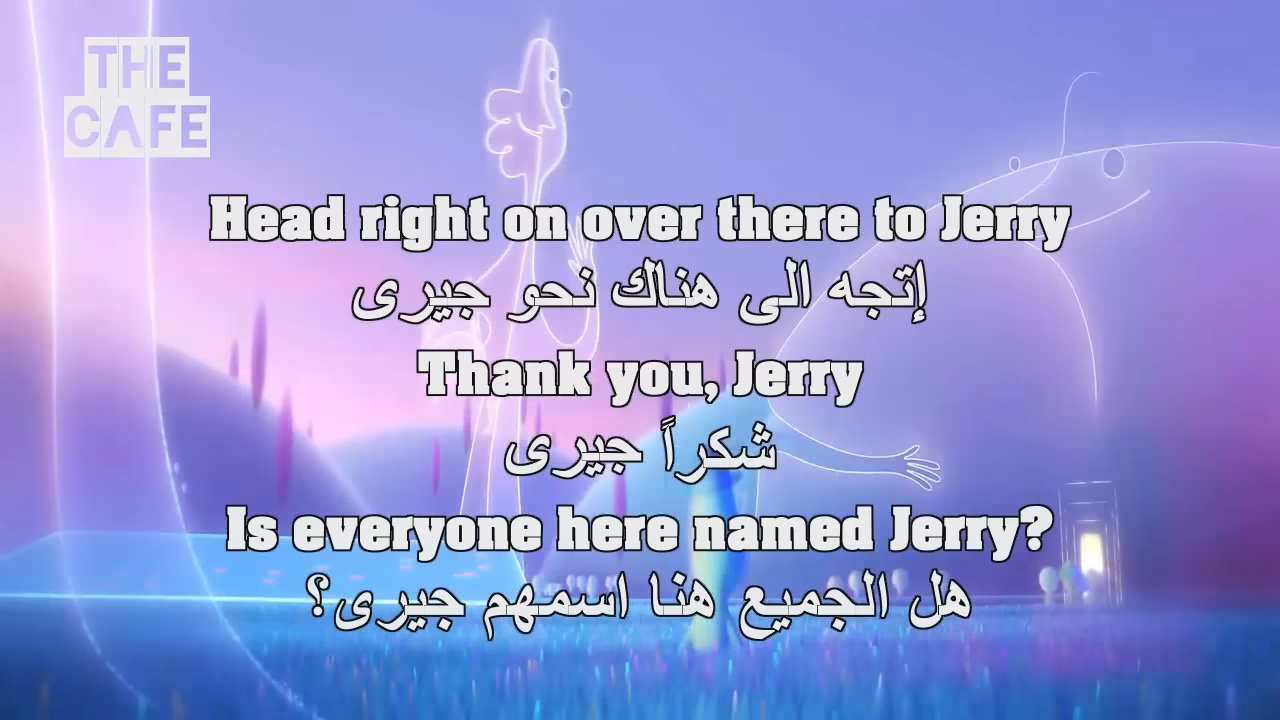 THE
CAFE
Head right on over there to Jerry
إتجه الى هناك نحو جيرى
Thank you, Jerry
شكراً جيرى
Is everyone here named Jerry?
هل الجميع هنا اسمهم جيرى؟